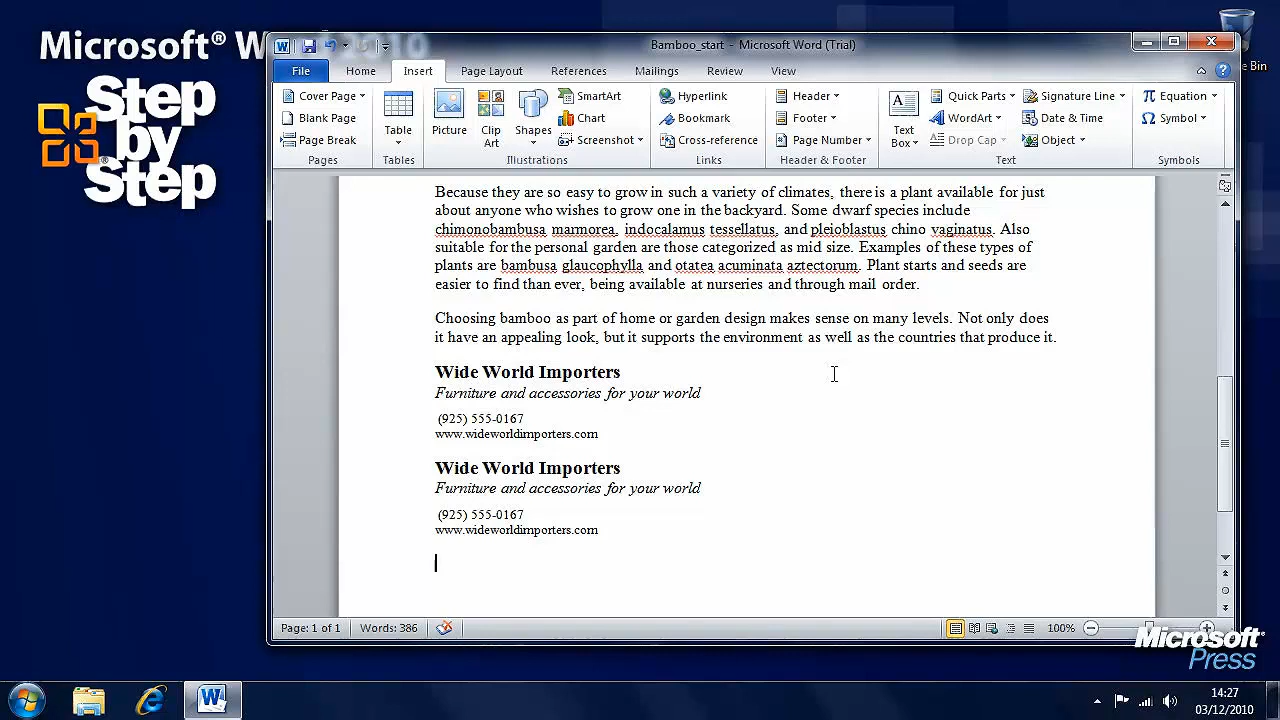 Microsoft® W 2010
Step
by
Step
®
Bamboo_start - Microsoft Word (Trial)
File Home Insert Page Layout References Mailings Review View
Cover Page
Blank Page
Page Break
Pages
Table
Tables
Picture
Clip Art
Shapes
SmartArt
Chart
Screenshot
Illustrations
Hyperlink
Bookmark
Cross-reference
Links
Header
Footer
Page Number
Header & Footer
Text Box
Quick Parts
WordArt
Drop Cap
Signature Line
Date & Time
Object
Text
π Equation
Ω Symbol
Symbols
Because they are so easy to grow in such a variety of climates, there is a plant available for just
about anyone who wishes to grow one in the backyard. Some dwarf species include
chimonobambusa marmorea, indocalamus tessellatus, and pleioblastus chino vaginatus. Also
suitable for the personal garden are those categorized as mid size. Examples of these types of
plants are bambusa glaucophylla and otatea acuminata aztectorum. Plant starts and seeds are
easier to find than ever, being available at nurseries and through mail order.
Choosing bamboo as part of home or garden design makes sense on many levels. Not only does
it have an appealing look, but it supports the environment as well as the countries that produce it.
Wide World Importers
Furniture and accessories for your world
(925) 555-0167
www.wideworldimporters.com
Wide World Importers
Furniture and accessories for your world
(925) 555-0167
www.wideworldimporters.com
Page: 1 of 1 Words: 386 100%
Microsoft®
Press
e Bin
14:27
03/12/2010